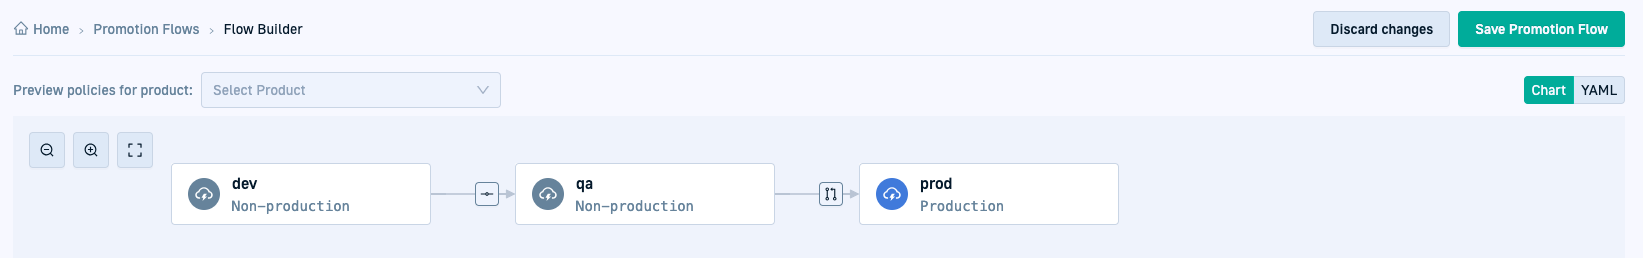 Home > Promotion Flows > Flow Builder
Discard changes
Save Promotion Flow
Preview policies for product:
Select Product
Chart
YAML
dev
Non-production
qa
Non-production
prod
Production